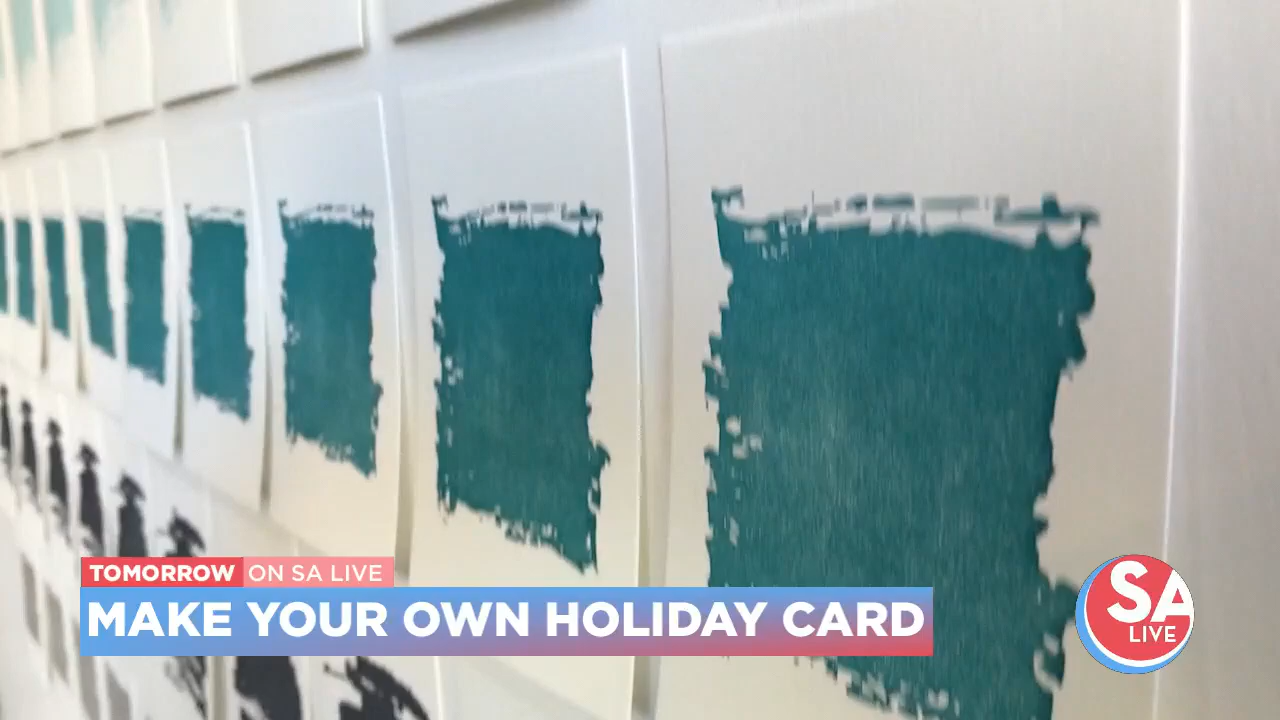 TOMORROW ON SA LIVE
MAKE YOUR OWN HOLIDAY CARD
SA
LIVE